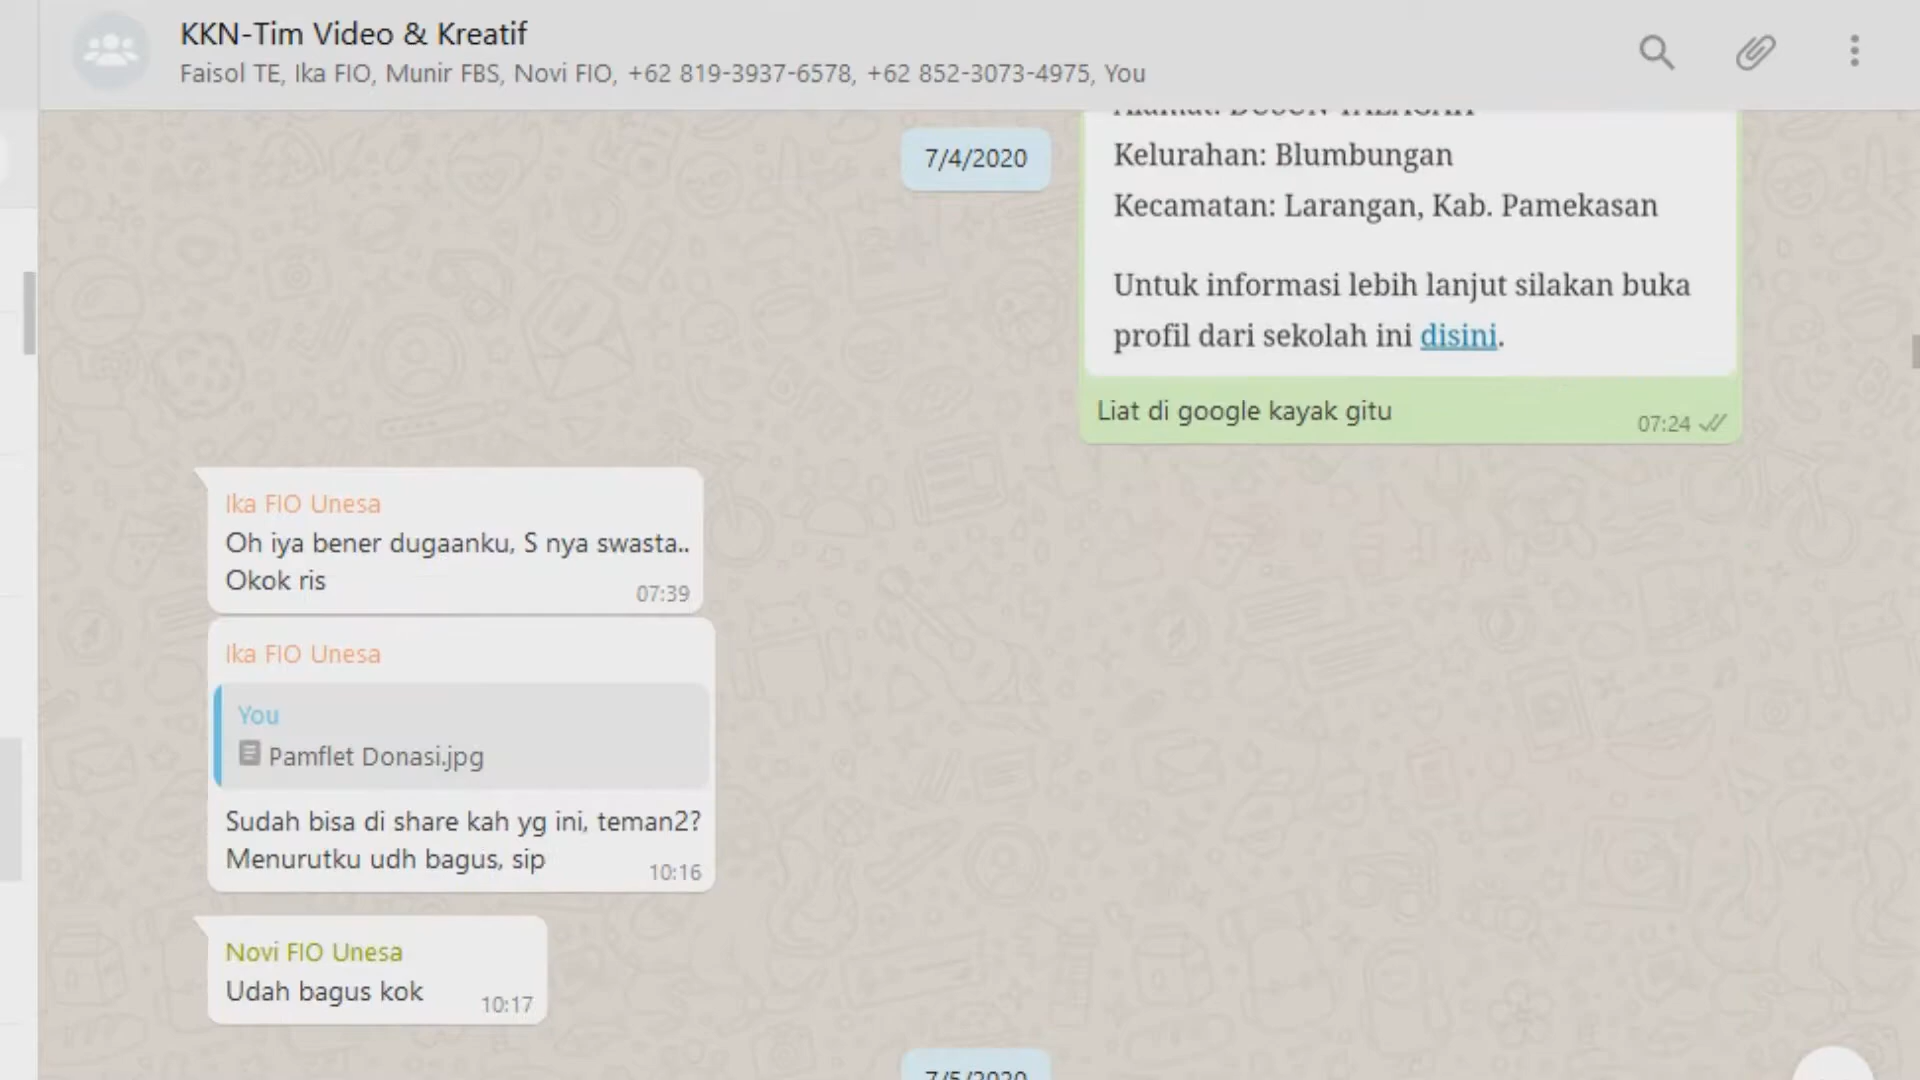 KKN-Tim Video & Kreatif
Faisol TE, Ika FIO, Munir FBS, Novi FIO, +62 819-3937-6578, +62 852-3073-4975, You
7/4/2020
Kelurahan: Blumbungan
Kecamatan: Larangan, Kab. Pamekasan
Untuk informasi lebih lanjut silakan buka
profil dari sekolah ini disini.
Liat di google kayak gitu
07:24
Ika FIO Unesa
Oh iya bener dugaanku, S nya swasta..
Okok ris
07:39
Ika FIO Unesa
You
Pamflet Donasi.jpg
Sudah bisa di share kah yg ini, teman2?
Menurutku udh bagus, sip
10:16
Novi FIO Unesa
Udah bagus kok
10:17
7/5/2020